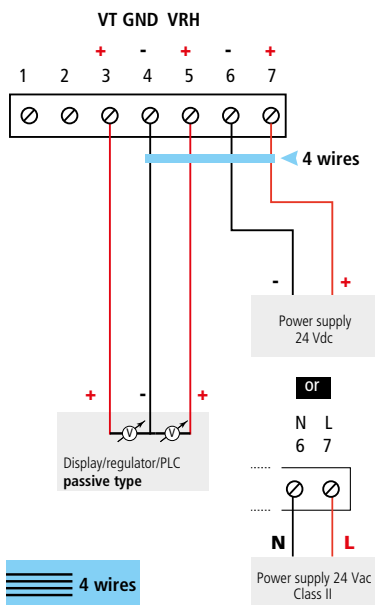 VT GND VRH
+ - + - +
1 2 3 4 5 6 7
4 wires
- +
Power supply
24 Vdc
or
N L
6 7
+ - +
V V
Display/regulator/PLC
passive type
N L
4 wires
Power supply 24 Vac
Class II